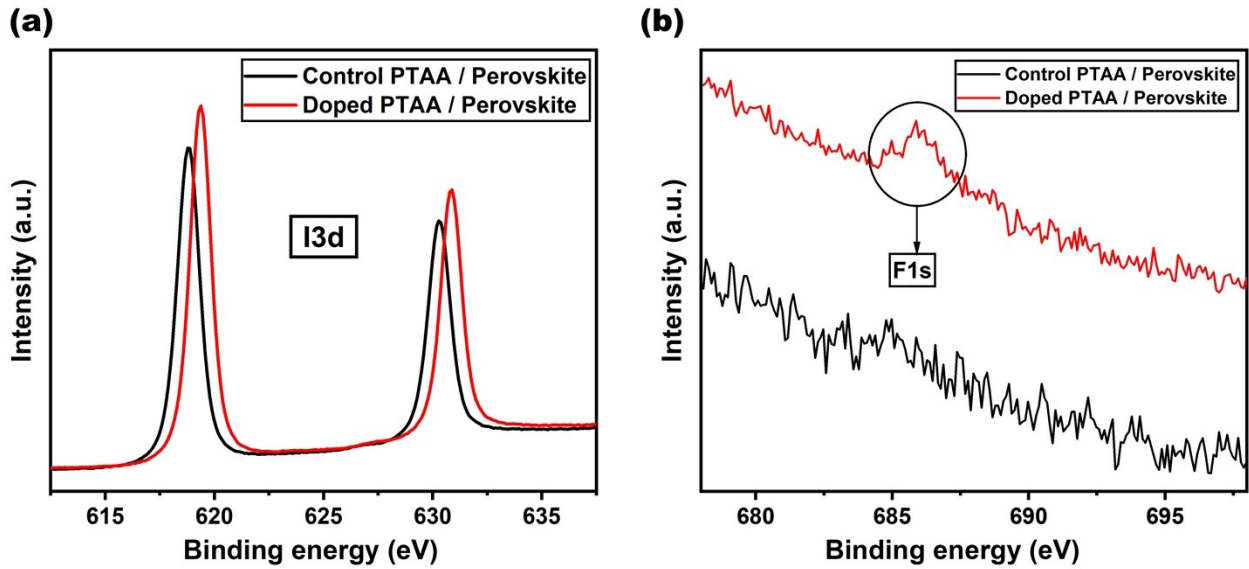 (a)
Control PTAA / Perovskite
Doped PTAA / Perovskite
I3d
Intensity (a.u.)
615 620 625 630 635
Binding energy (eV)
(b)
Control PTAA / Perovskite
Doped PTAA / Perovskite
F1s
Intensity (a.u.)
680 685 690 695
Binding energy (eV)